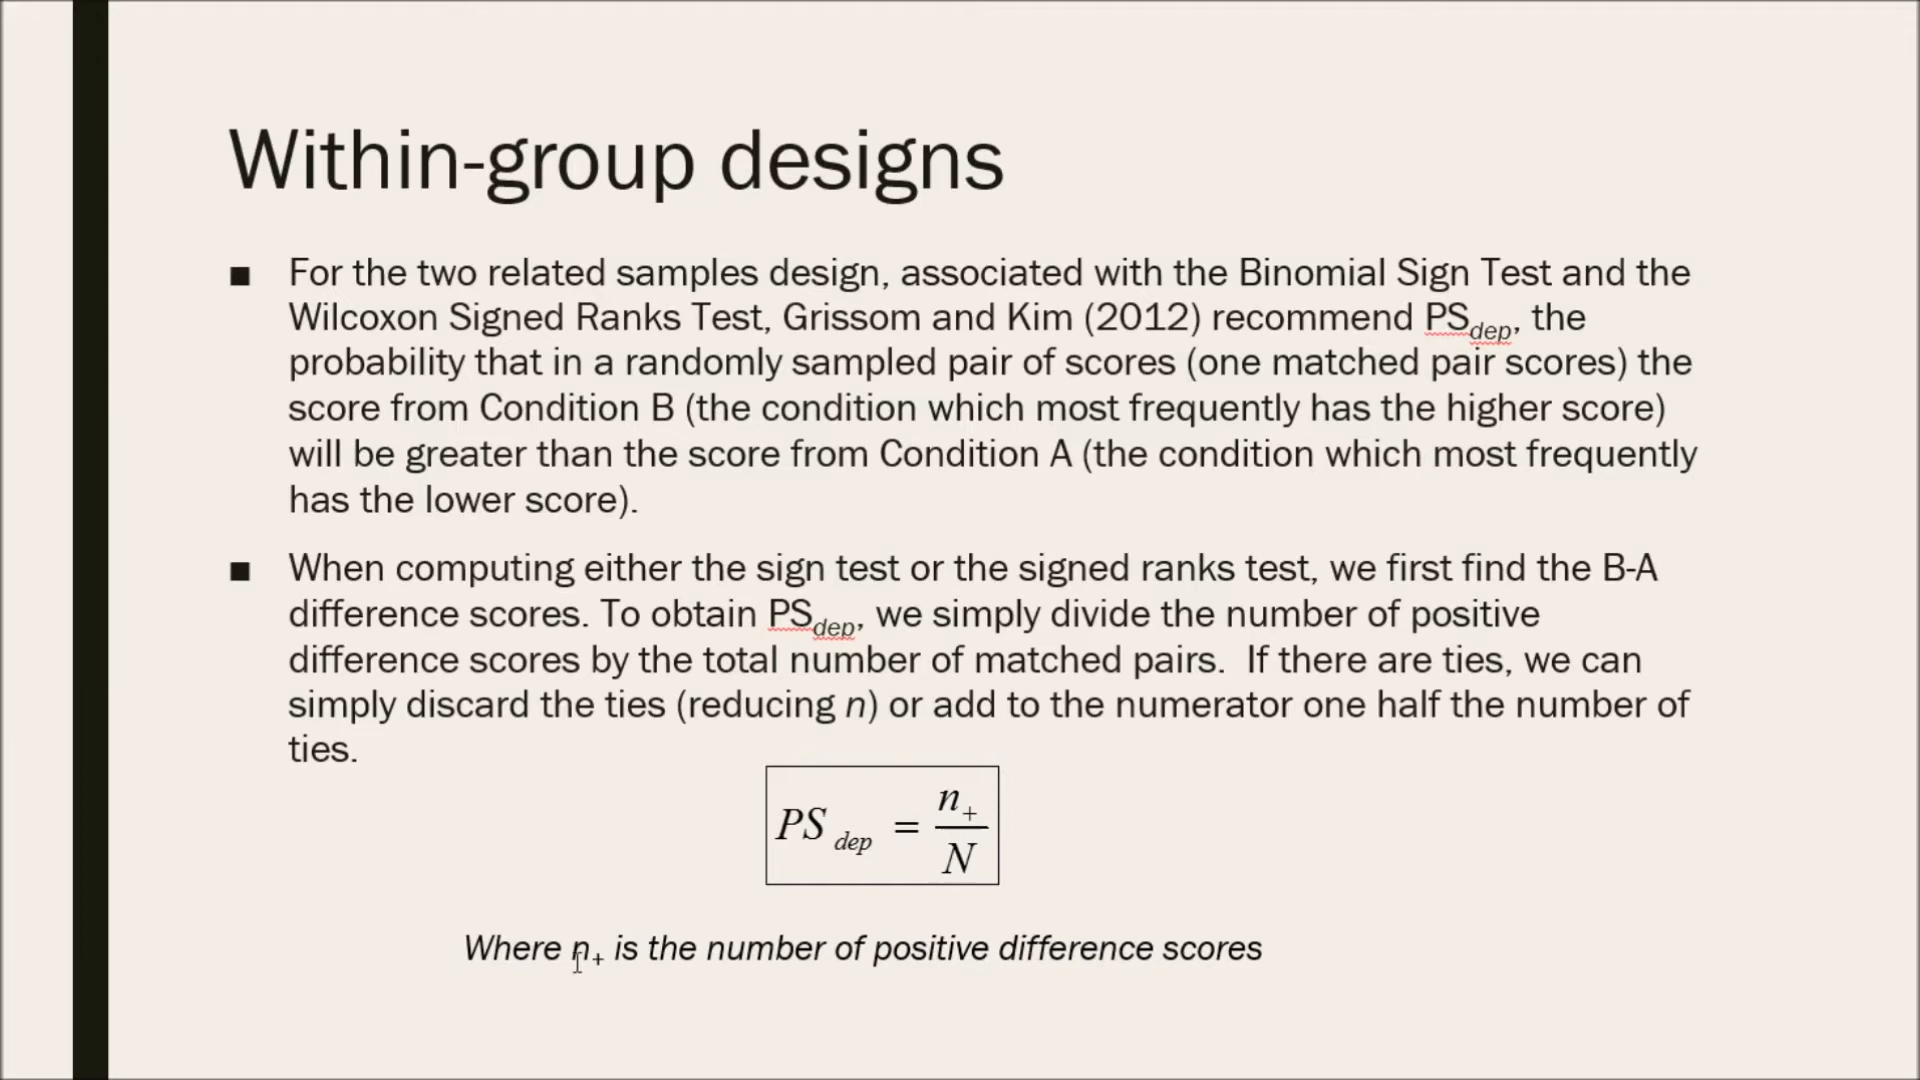 Within-group designs
■ For the two related samples design, associated with the Binomial Sign Test and the
Wilcoxon Signed Ranks Test, Grissom and Kim (2012) recommend PS_dep, the
probability that in a randomly sampled pair of scores (one matched pair scores) the
score from Condition B (the condition which most frequently has the higher score)
will be greater than the score from Condition A (the condition which most frequently
has the lower score).
■ When computing either the sign test or the signed ranks test, we first find the B-A
difference scores. To obtain PS_dep, we simply divide the number of positive
difference scores by the total number of matched pairs.  If there are ties, we can
simply discard the ties (reducing n) or add to the numerator one half the number of
ties.
PS_dep = n_+ / N
Where n_+ is the number of positive difference scores